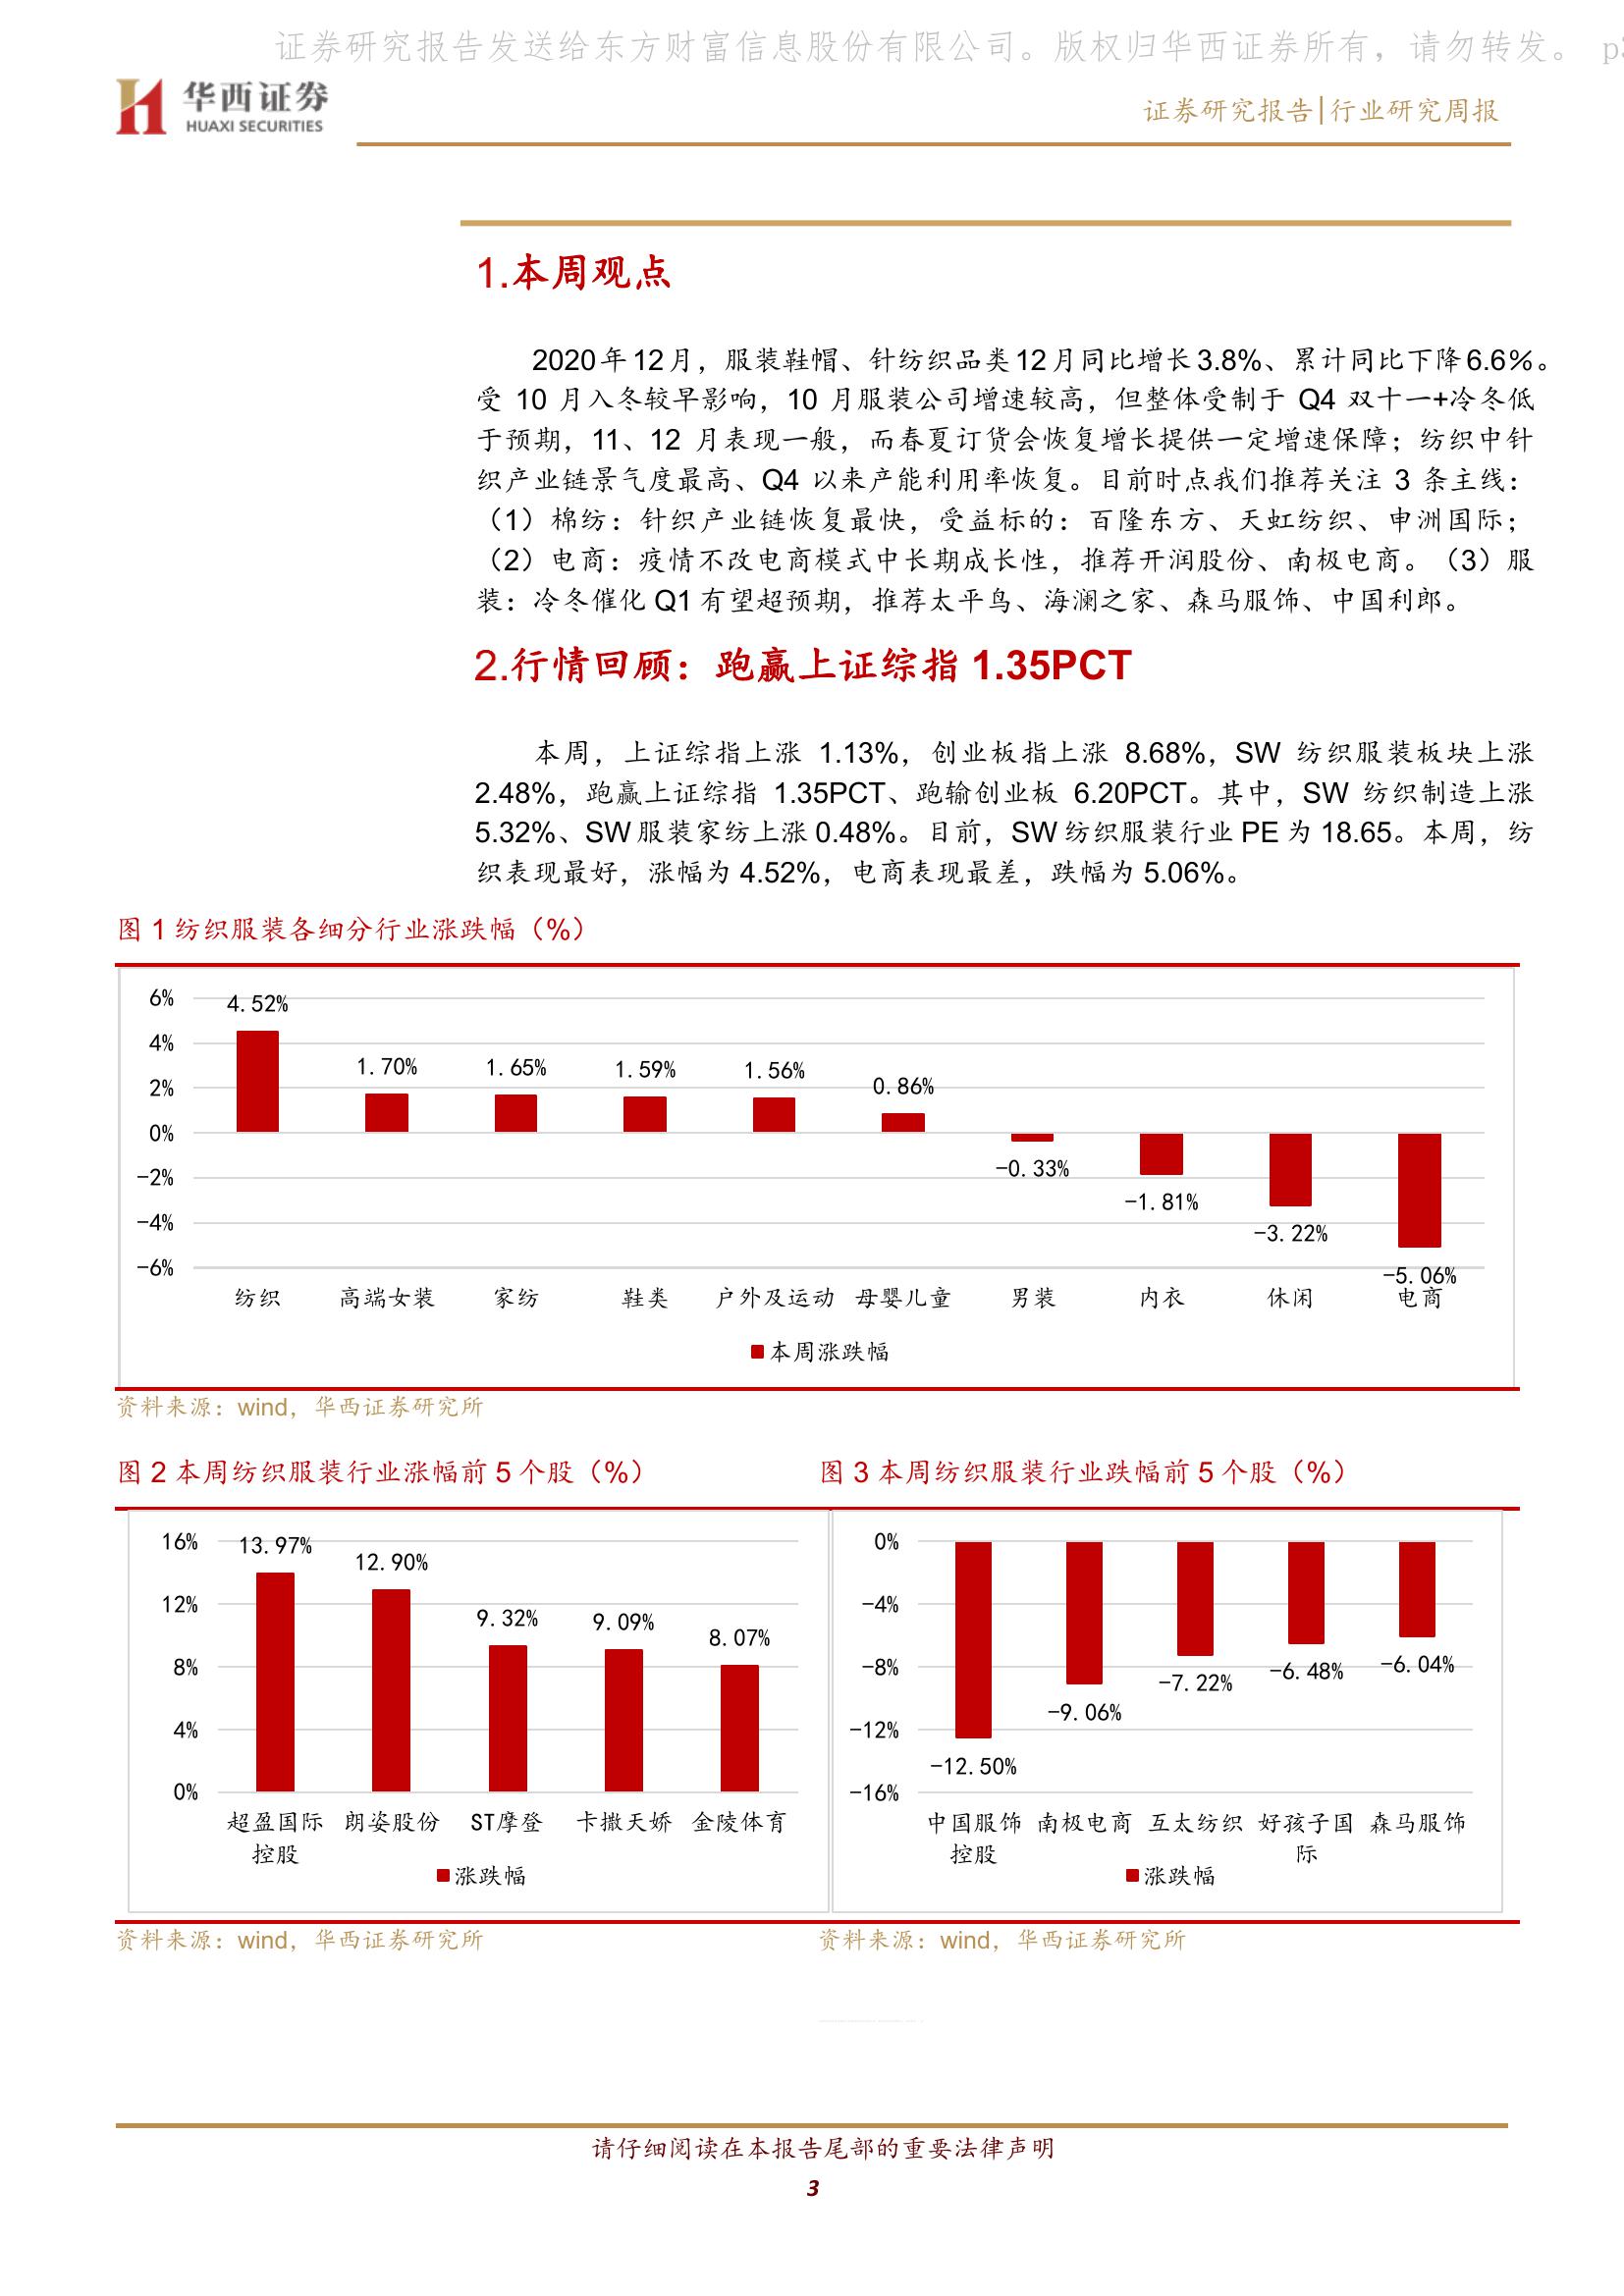 证券研究报告发送给东方财富信息股份有限公司。版权归华西证券所有，请勿转发。 p3
华西证券
HUAXI SECURITIES
证券研究报告|行业研究周报
1.本周观点
2020年12月，服装鞋帽、针纺织品类12月同比增长3.8%、累计同比下降6.6%。
受 10 月入冬较早影响，10 月服装公司增速较高，但整体受制于 Q4 双十一+冷冬低
于预期，11、12 月表现一般，而春夏订货会恢复增长提供一定增速保障；纺织中针
织产业链景气度最高、Q4 以来产能利用率恢复。目前时点我们推荐关注 3 条主线：
（1）棉纺：针织产业链恢复最快，受益标的：百隆东方、天虹纺织、申洲国际；
（2）电商：疫情不改电商模式中长期成长性，推荐开润股份、南极电商。（3）服
装：冷冬催化 Q1 有望超预期，推荐太平鸟、海澜之家、森马服饰、中国利郎。
2.行情回顾：跑赢上证综指 1.35PCT
本周，上证综指上涨 1.13%，创业板指上涨 8.68%，SW 纺织服装板块上涨
2.48%，跑赢上证综指 1.35PCT、跑输创业板 6.20PCT。其中，SW 纺织制造上涨
5.32%、SW 服装家纺上涨 0.48%。目前，SW 纺织服装行业 PE 为 18.65。本周，纺
织表现最好，涨幅为 4.52%，电商表现最差，跌幅为 5.06%。
图 1 纺织服装各细分行业涨跌幅（%）
6%
4%
2%
0%
-2%
-4%
-6%
4.52%
1.70%
1.65%
1.59%
1.56%
0.86%
-0.33%
-1.81%
-3.22%
-5.06%
纺织 高端女装 家纺 鞋类 户外及运动 母婴儿童 男装 内衣 休闲 电商
本周涨跌幅
资料来源：wind，华西证券研究所
图 2 本周纺织服装行业涨幅前 5 个股（%）
16%
12%
8%
4%
0%
13.97%
12.90%
9.32%
9.09%
8.07%
超盈国际 朗姿股份 ST摩登 卡撒天娇 金陵体育
控股
涨跌幅
资料来源：wind，华西证券研究所
图 3 本周纺织服装行业跌幅前 5 个股（%）
0%
-4%
-8%
-12%
-16%
-12.50%
-9.06%
-7.22%
-6.48%
-6.04%
中国服饰 南极电商 互太纺织 好孩子国 森马服饰
控股 际
涨跌幅
资料来源：wind，华西证券研究所
请仔细阅读在本报告尾部的重要法律声明
3